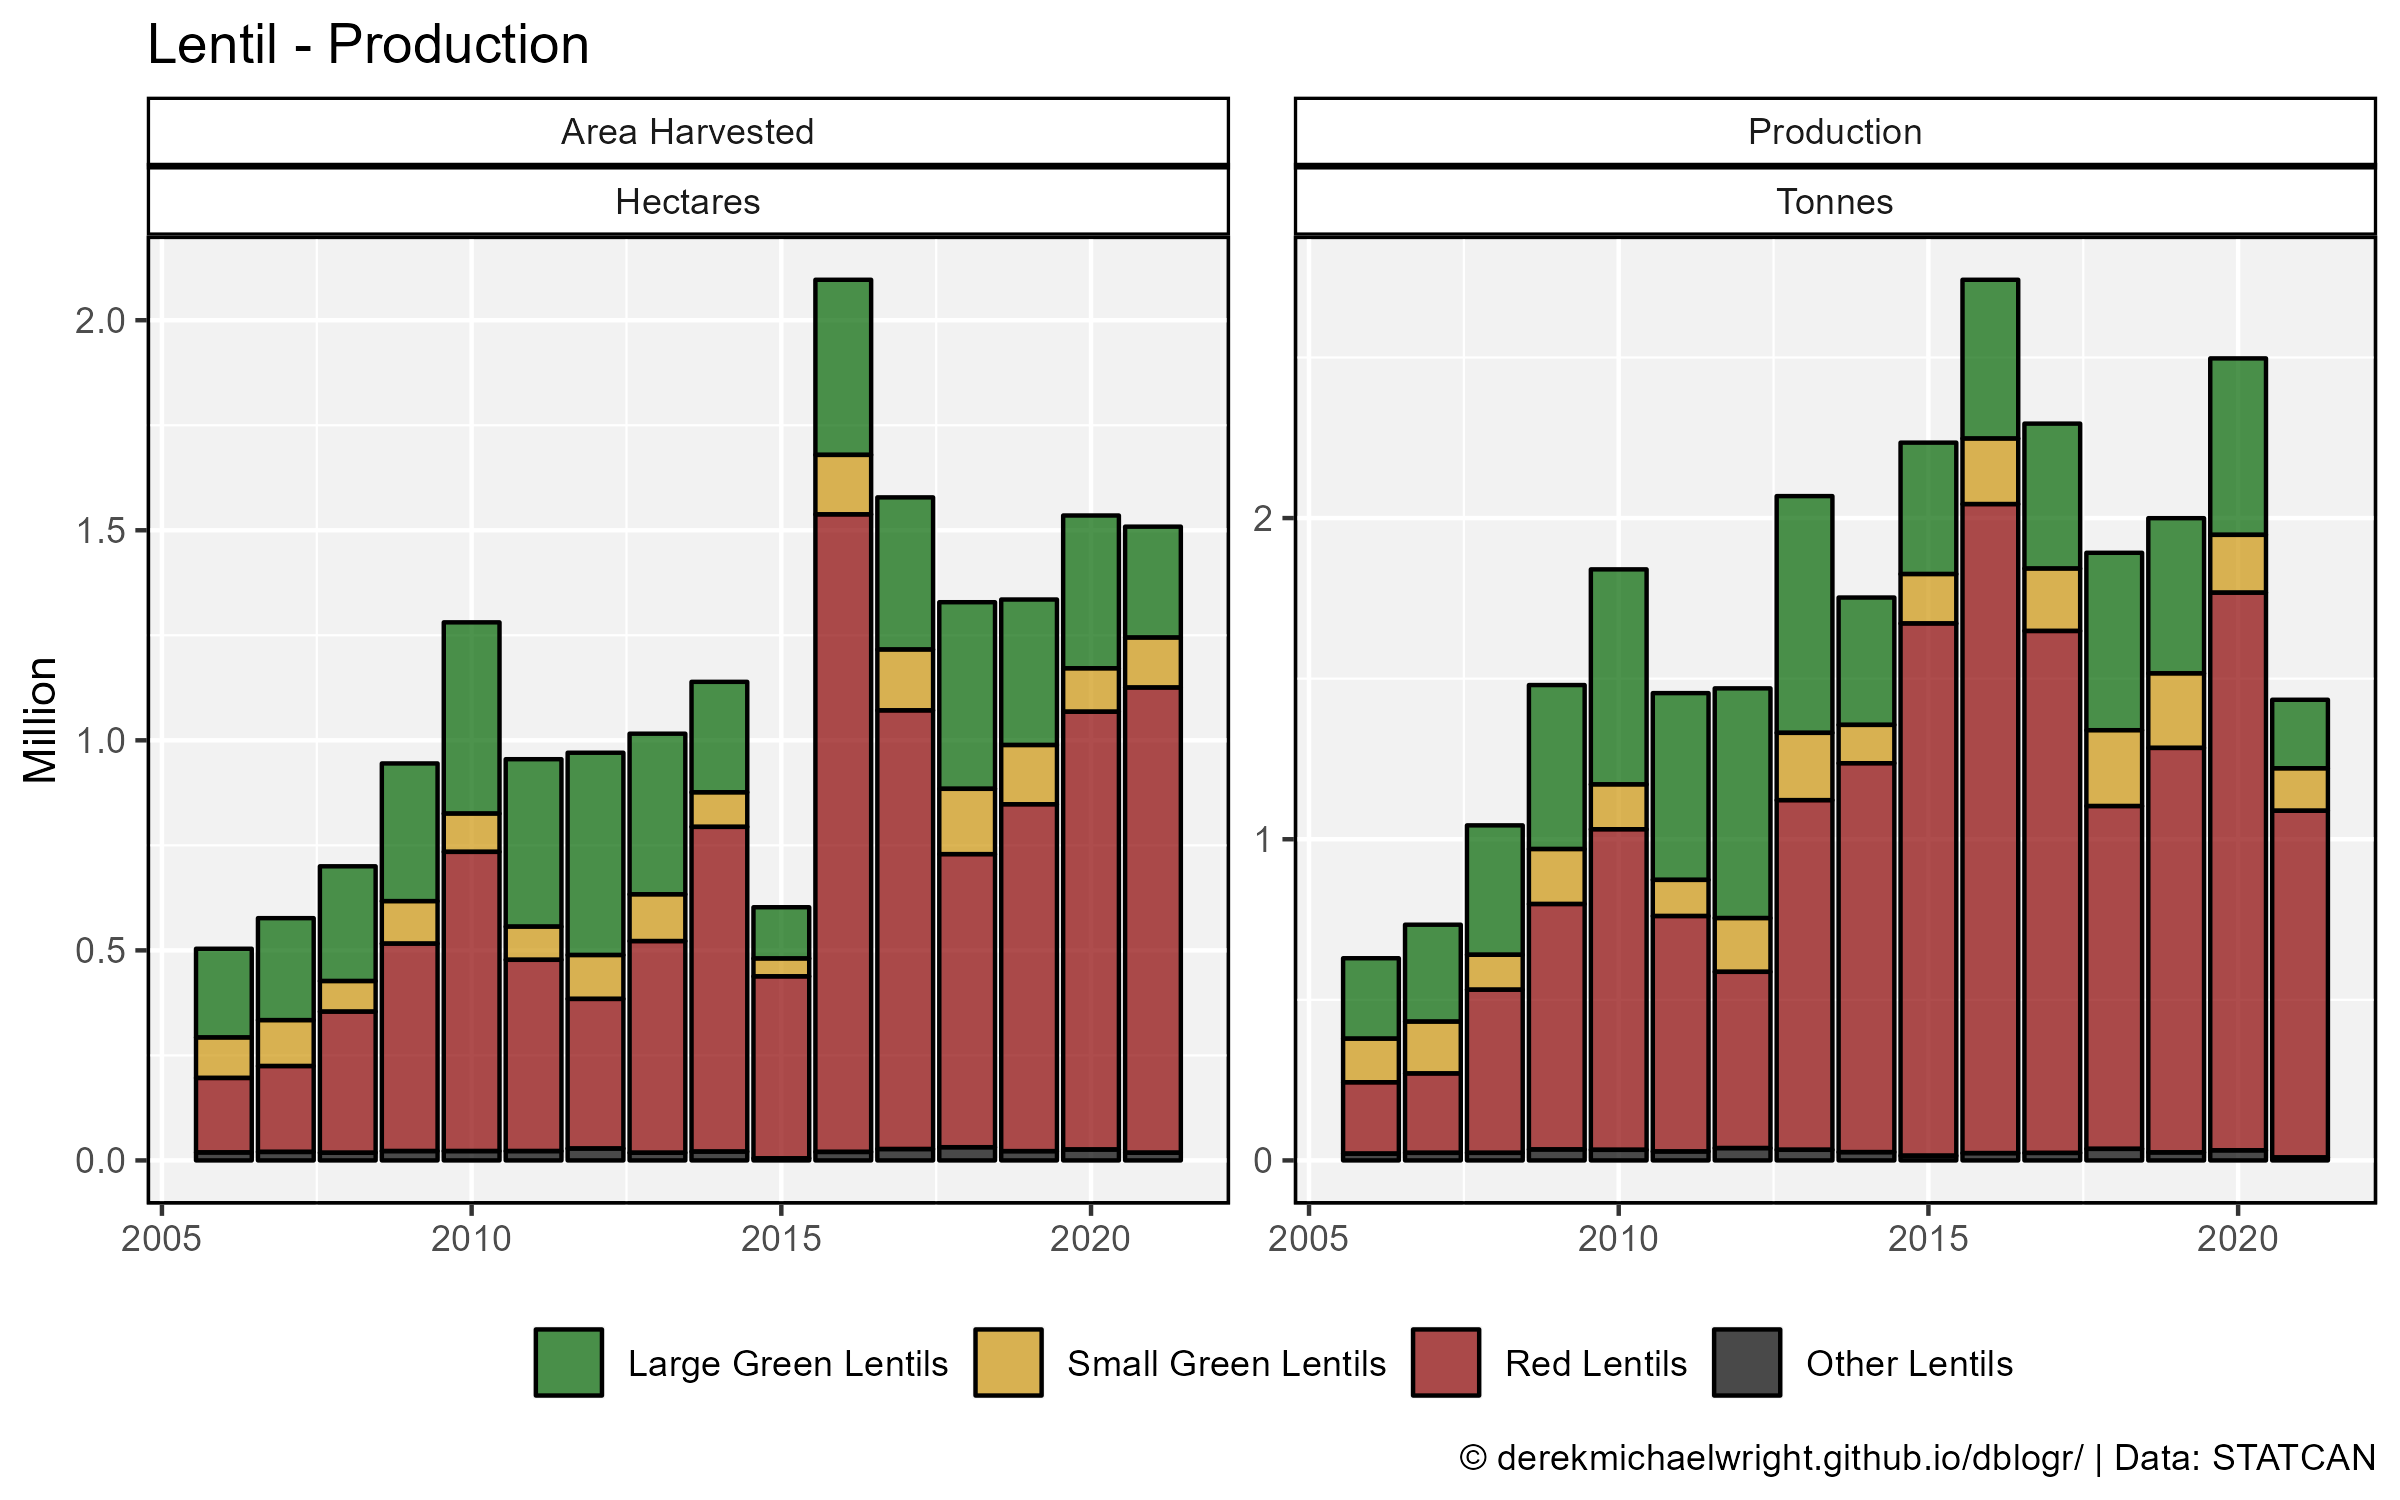 Lentil - Production
Area Harvested
Production
Hectares
Tonnes
Million
2.0
1.5
1.0
0.5
0.0
2
1
0
2005 2010 2015 2020
2005 2010 2015 2020
Large Green Lentils Small Green Lentils Red Lentils Other Lentils
© derekmichaelwright.github.io/dblogr/ | Data: STATCAN